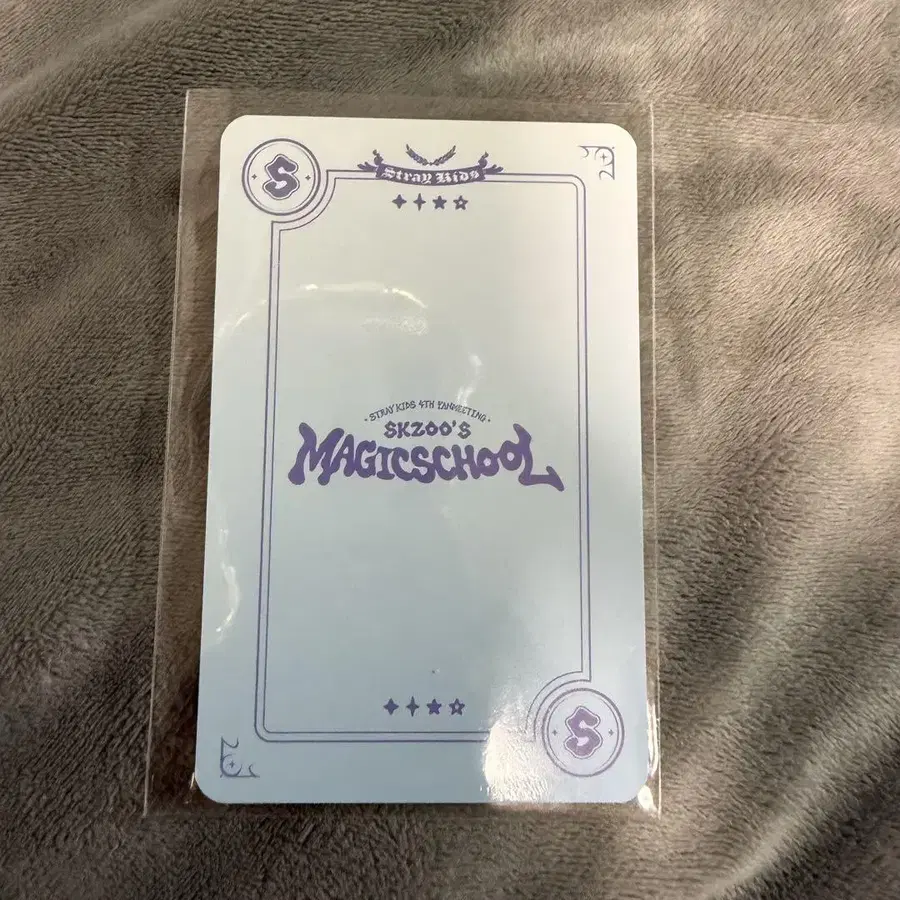 S
Stray Kids
- STRAY KIDS 4TH FANMEETING -
SKZOO'S
MAGICSCHOOL
S